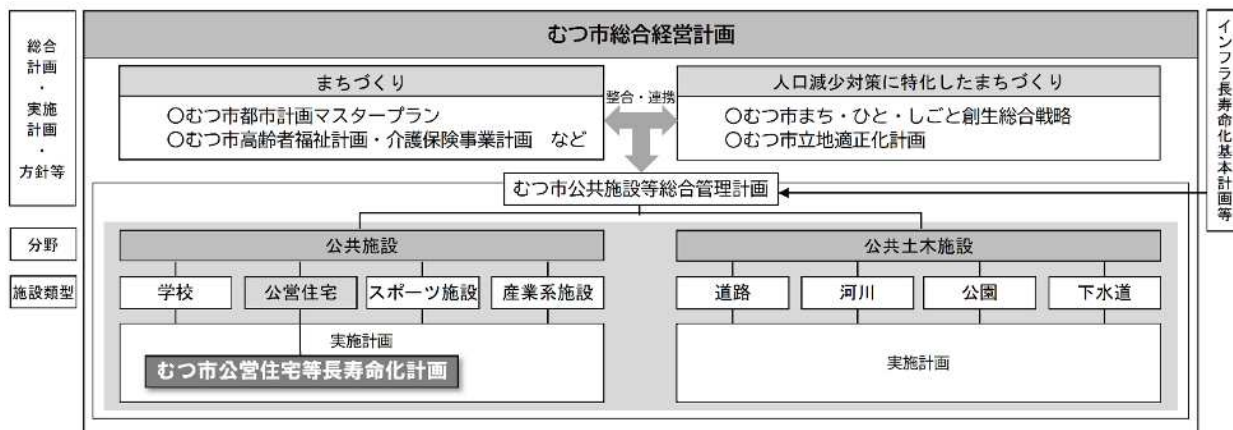 むつ市総合経営計画
総合
計画
・
実施
計画
・
方針等
まちづくり
〇むつ市都市計画マスタープラン
〇むつ市高齢者福祉計画・介護保険事業計画 など
整合・連携
人口減少対策に特化したまちづくり
〇むつ市まち・ひと・しごと創生総合戦略
〇むつ市立地適正化計画
インフラ長寿命化基本計画等
むつ市公共施設等総合管理計画
分野
公共施設
公共土木施設
施設類型
学校
公営住宅
スポーツ施設
産業系施設
道路
河川
公園
下水道
実施計画
むつ市公営住宅等長寿命化計画
実施計画